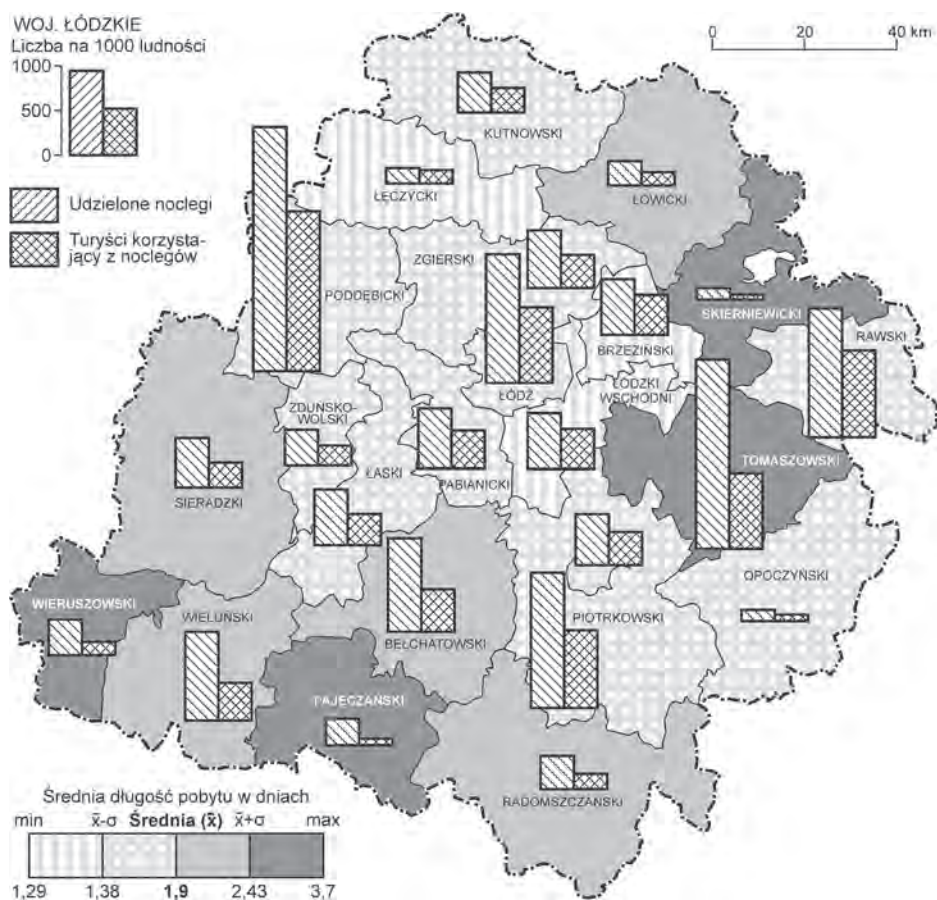 WOJ. ŁÓDZKIE
Liczba na 1000 ludności
1000
500
0
Udzielone noclegi
Turyści korzysta-
jący z noclegów
0 20 40 km
KUTNOWSKI
ŁĘCZYCKI
ŁOWICKI
ZGIERSKI
PODDĘBICKI
SKIERNIEWICKI
RAWSKI
BRZEZIŃSKI
ŁÓDŹ
ŁÓDZKI
WSCHODNI
ZDUŃSKO-
WOLSKI
ŁASKI
PABIANICKI
TOMASZOWSKI
SIERADZKI
OPOCZYŃSKI
WIERUSZOWSKI
WIELUŃSKI
BEŁCHATOWSKI
PIOTRKOWSKI
PAJĘCZAŃSKI
RADOMSZCZAŃSKI
Średnia długość pobytu w dniach
min x̄-σ Średnia (x̄) x̄+σ max
1,29 1,38 1,9 2,43 3,7